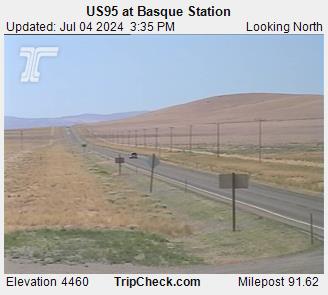 US95 at Basque Station
Updated: Jul 04 2024 3:35 PM Looking North
Elevation 4460 TripCheck.com Milepost 91.62